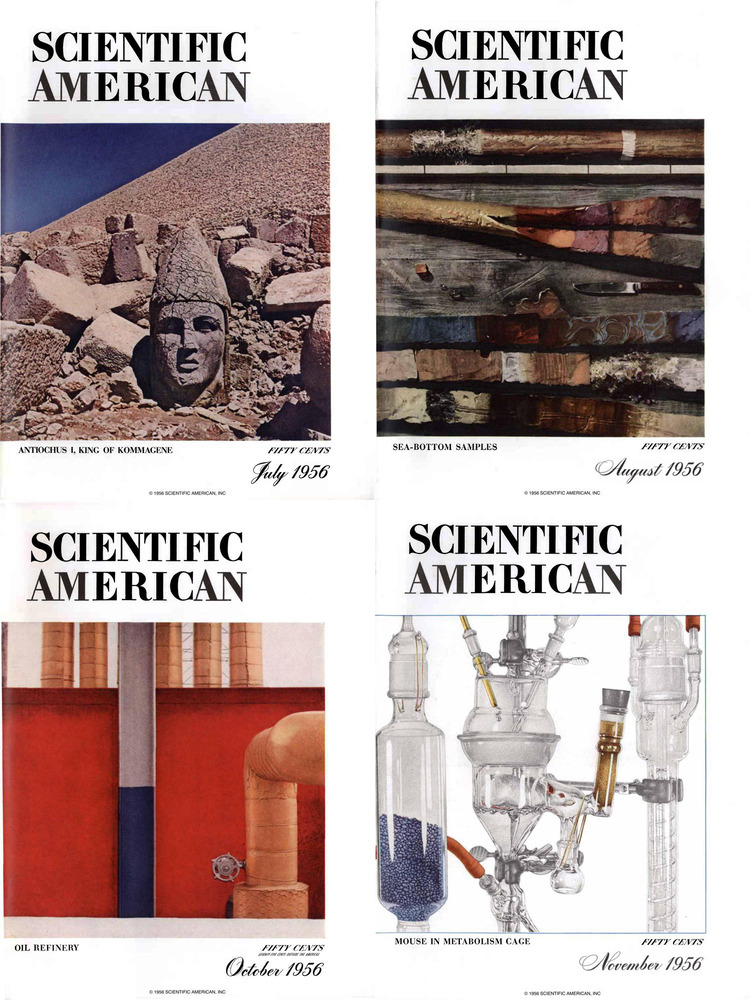 SCIENTIFIC
AMERICAN
ANTIOCHUS I, KING OF KOMMAGENE
FIFTY CENTS
July 1956
© 1956 SCIENTIFIC AMERICAN, INC
SCIENTIFIC
AMERICAN
SEA-BOTTOM SAMPLES
FIFTY CENTS
August 1956
© 1956 SCIENTIFIC AMERICAN, INC
SCIENTIFIC
AMERICAN
OIL REFINERY
FIFTY CENTS
October 1956
© 1956 SCIENTIFIC AMERICAN, INC
SCIENTIFIC
AMERICAN
MOUSE IN METABOLISM CAGE
FIFTY CENTS
November 1956
© 1956 SCIENTIFIC AMERICAN, INC